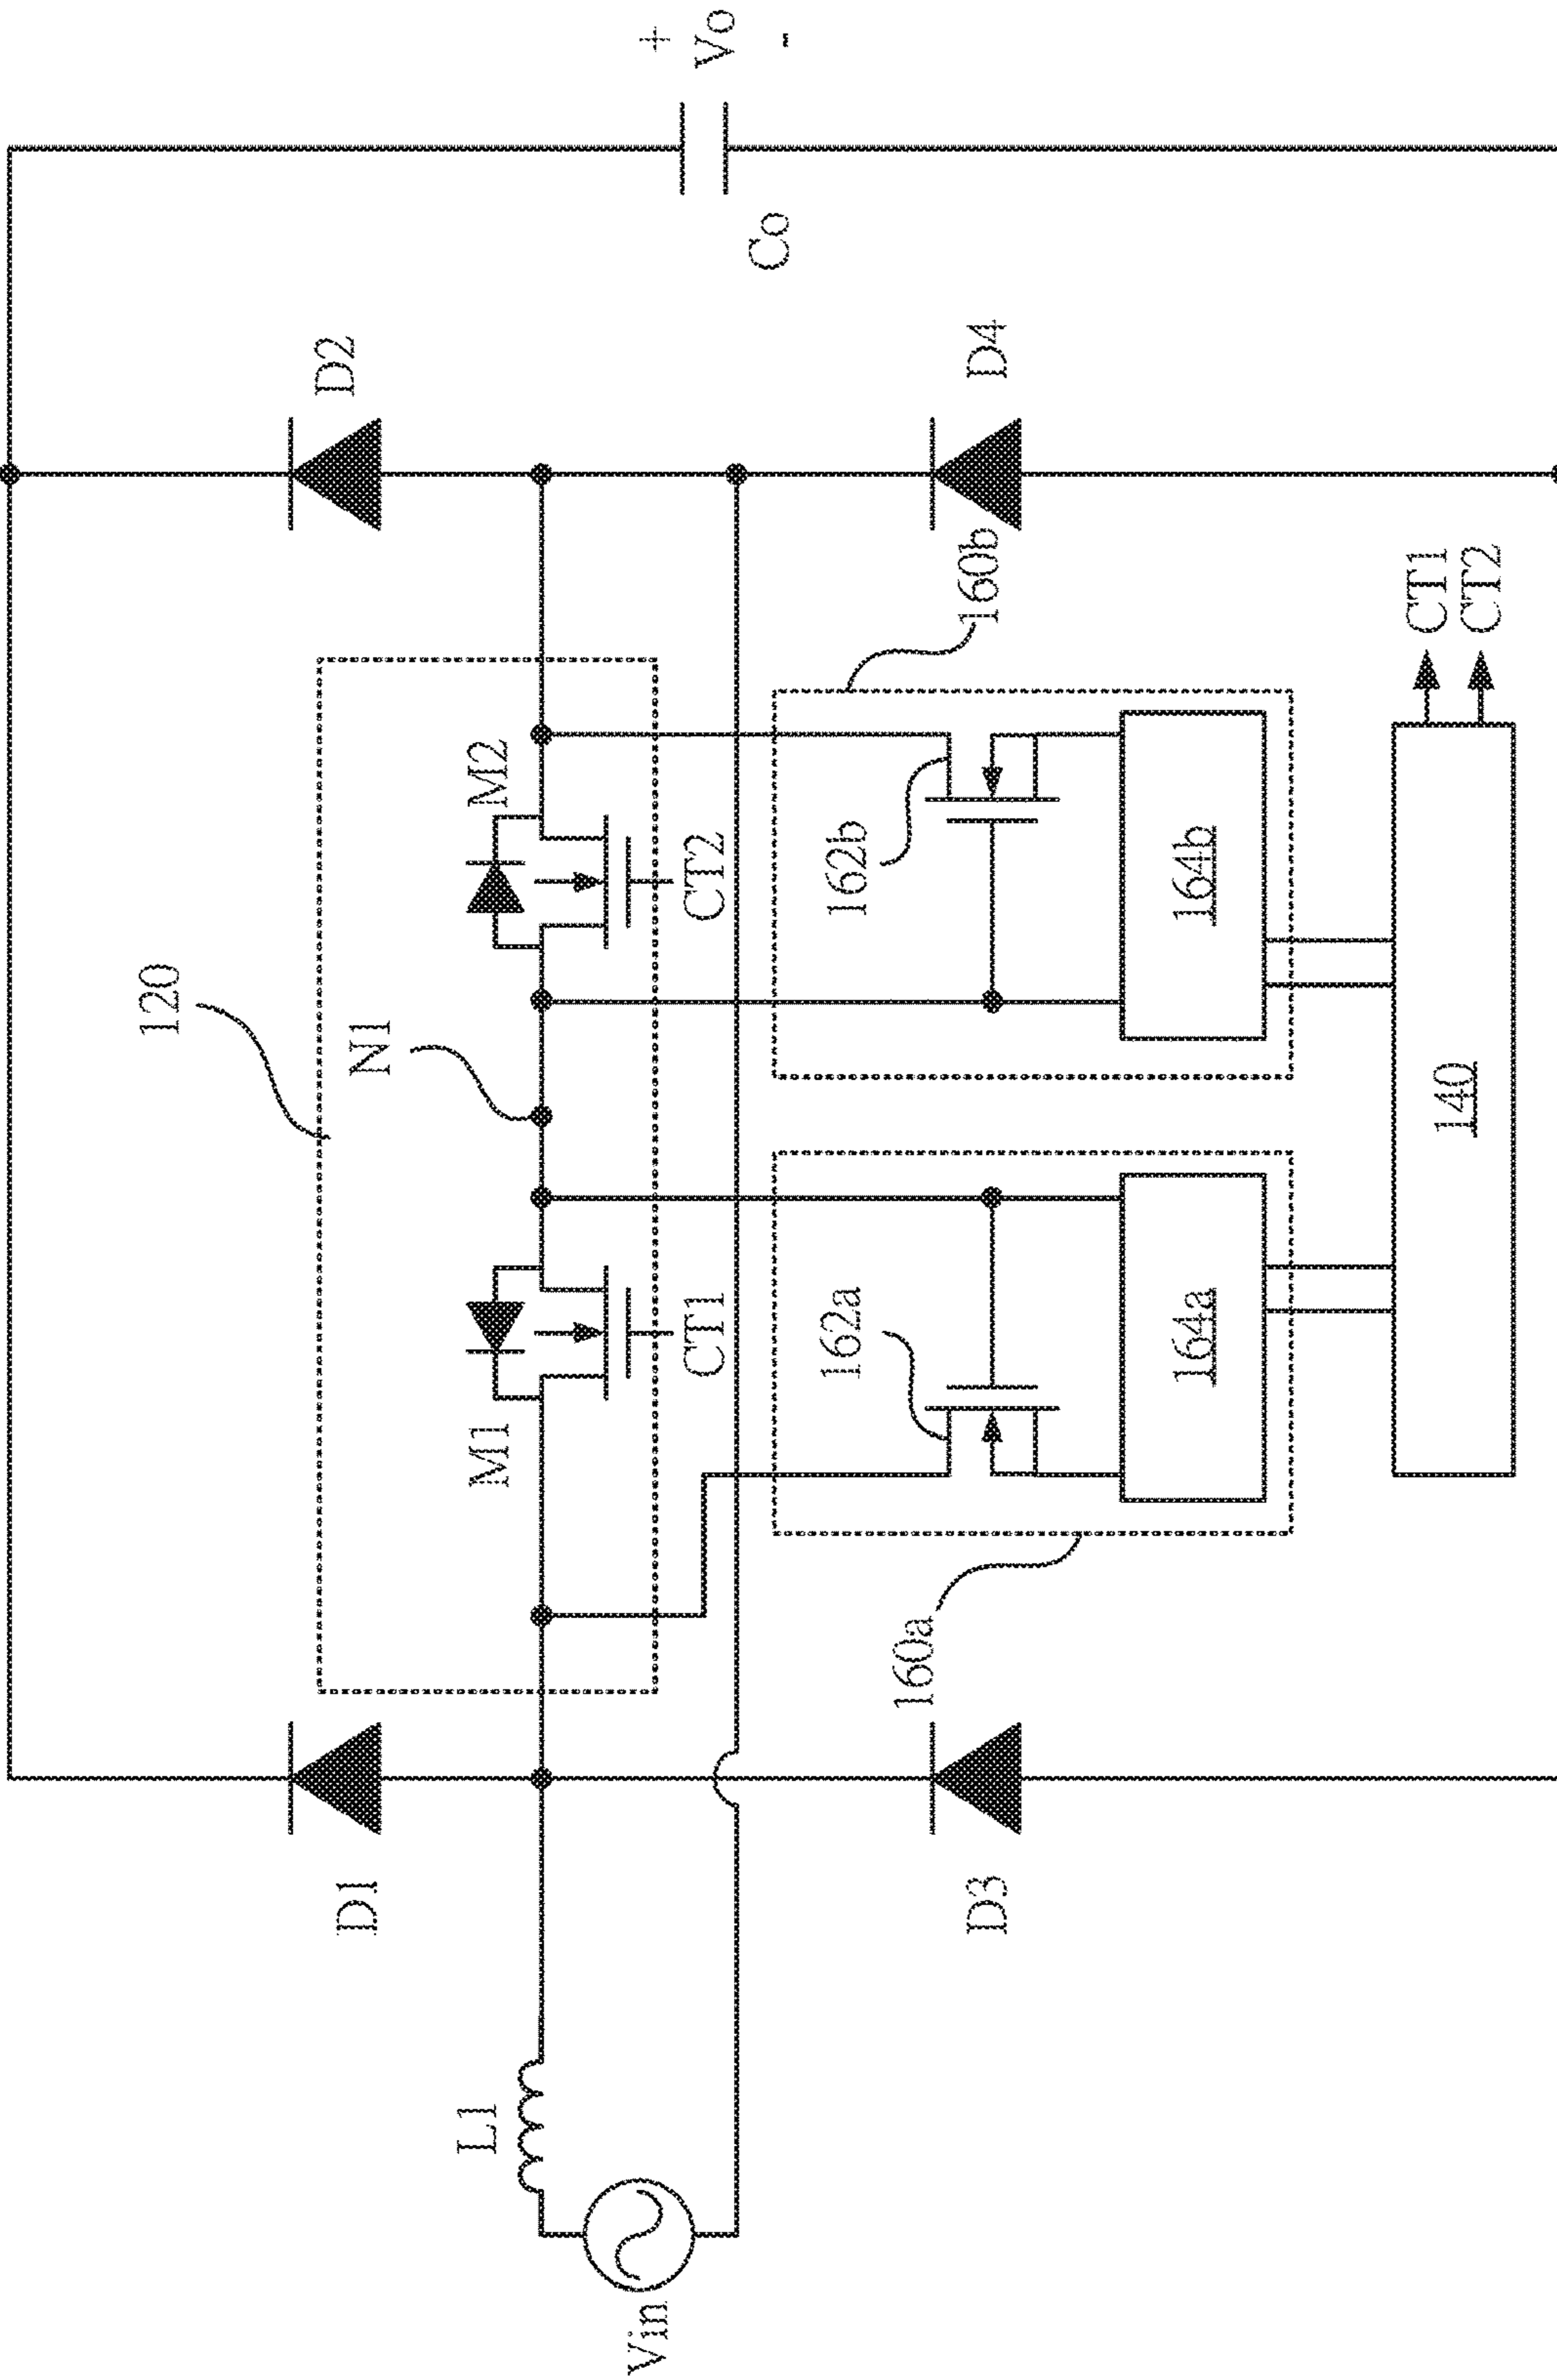 120
D1
D2
N1
M1
M2
L1
CT1
CT2
Vin
+
Vo
-
Co
162a
162b
160a
160b
D3
D4
164a
164b
140
CT1
CT2